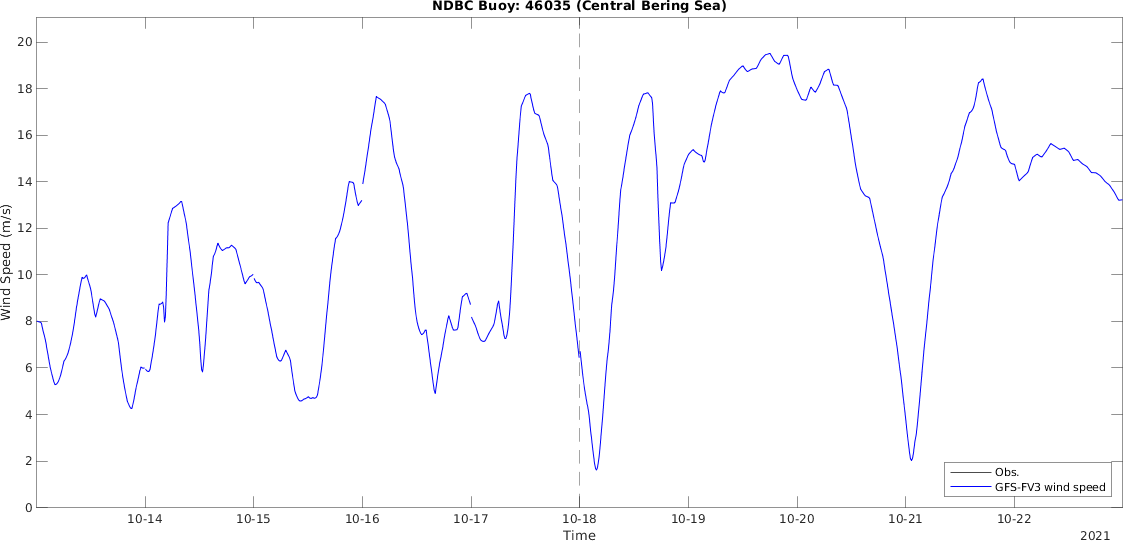 NDBC Buoy: 46035 (Central Bering Sea)
20
18
16
14
12
10
8
6
4
2
0
Wind Speed (m/s)
10-14 10-15 10-16 10-17 10-18 10-19 10-20 10-21 10-22
Time
2021
Obs.
GFS-FV3 wind speed